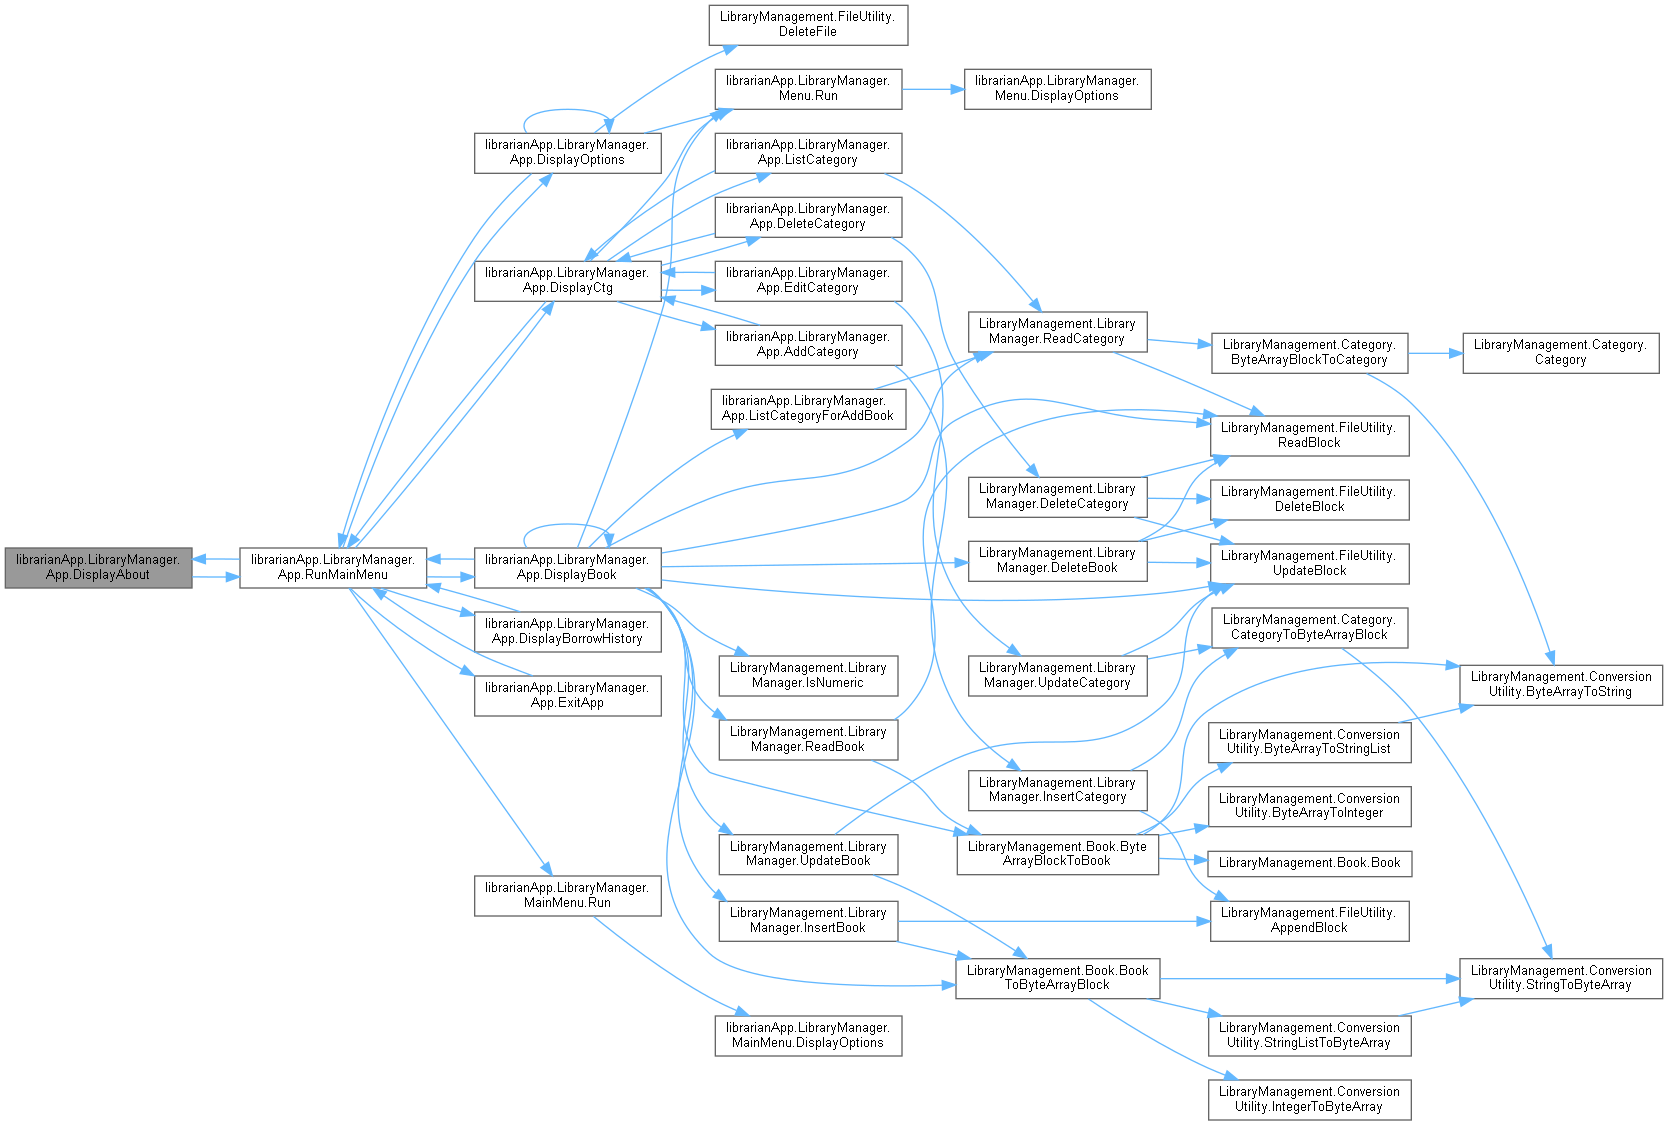 LibraryManagement.FileUtility.
DeleteFile
librarianApp.LibraryManager.
Menu.Run
librarianApp.LibraryManager.
Menu.DisplayOptions
librarianApp.LibraryManager.
App.DisplayOptions
librarianApp.LibraryManager.
App.ListCategory
librarianApp.LibraryManager.
App.DeleteCategory
librarianApp.LibraryManager.
App.DisplayCtg
librarianApp.LibraryManager.
App.EditCategory
librarianApp.LibraryManager.
App.AddCategory
LibraryManagement.Library
Manager.ReadCategory
LibraryManagement.Category.
ByteArrayBlockToCategory
LibraryManagement.Category.
Category
librarianApp.LibraryManager.
App.ListCategoryForAddBook
LibraryManagement.FileUtility.
ReadBlock
LibraryManagement.Library
Manager.DeleteCategory
LibraryManagement.FileUtility.
DeleteBlock
librarianApp.LibraryManager.
App.DisplayAbout
librarianApp.LibraryManager.
App.RunMainMenu
librarianApp.LibraryManager.
App.DisplayBook
LibraryManagement.Library
Manager.DeleteBook
LibraryManagement.FileUtility.
UpdateBlock
librarianApp.LibraryManager.
App.DisplayBorrowHistory
LibraryManagement.Category.
CategoryToByteArrayBlock
LibraryManagement.Library
Manager.IsNumeric
LibraryManagement.Library
Manager.UpdateCategory
LibraryManagement.Conversion
Utility.ByteArrayToString
librarianApp.LibraryManager.
App.ExitApp
LibraryManagement.Library
Manager.ReadBook
LibraryManagement.Conversion
Utility.ByteArrayToStringList
LibraryManagement.Library
Manager.InsertCategory
LibraryManagement.Conversion
Utility.ByteArrayToInteger
LibraryManagement.Library
Manager.UpdateBook
LibraryManagement.Book.Byte
ArrayBlockToBook
LibraryManagement.Book.Book
librarianApp.LibraryManager.
MainMenu.Run
LibraryManagement.Library
Manager.InsertBook
LibraryManagement.FileUtility.
AppendBlock
LibraryManagement.Book.Book
ToByteArrayBlock
LibraryManagement.Conversion
Utility.StringToByteArray
librarianApp.LibraryManager.
MainMenu.DisplayOptions
LibraryManagement.Conversion
Utility.StringListToByteArray
LibraryManagement.Conversion
Utility.IntegerToByteArray